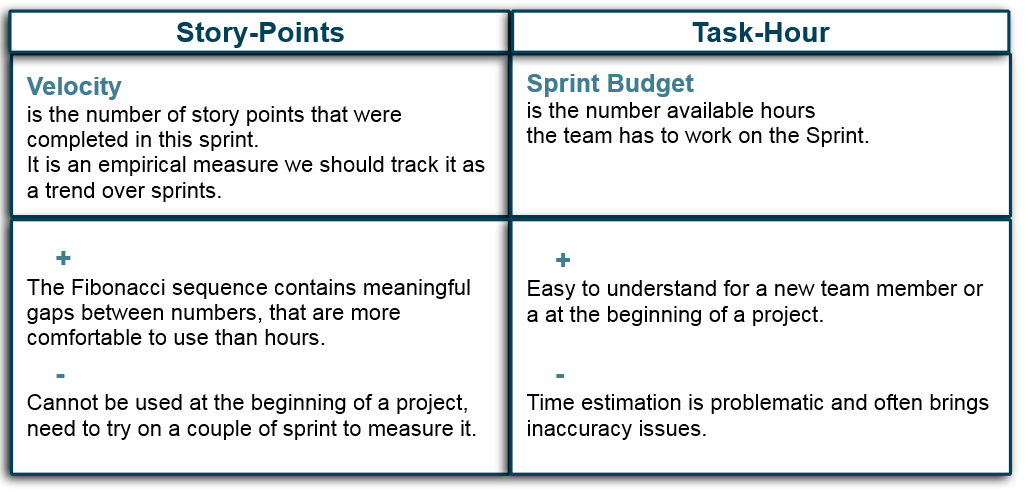 Story-Points
Task-Hour
Velocity
is the number of story points that were
completed in this sprint.
It is an empirical measure we should track it as
a trend over sprints.
Sprint Budget
is the number available hours
the team has to work on the Sprint.
+
The Fibonacci sequence contains meaningful
gaps between numbers, that are more
comfortable to use than hours.
-
Cannot be used at the beginning of a project,
need to try on a couple of sprint to measure it.
+
Easy to understand for a new team member or
a at the beginning of a project.
-
Time estimation is problematic and often brings
inaccuracy issues.